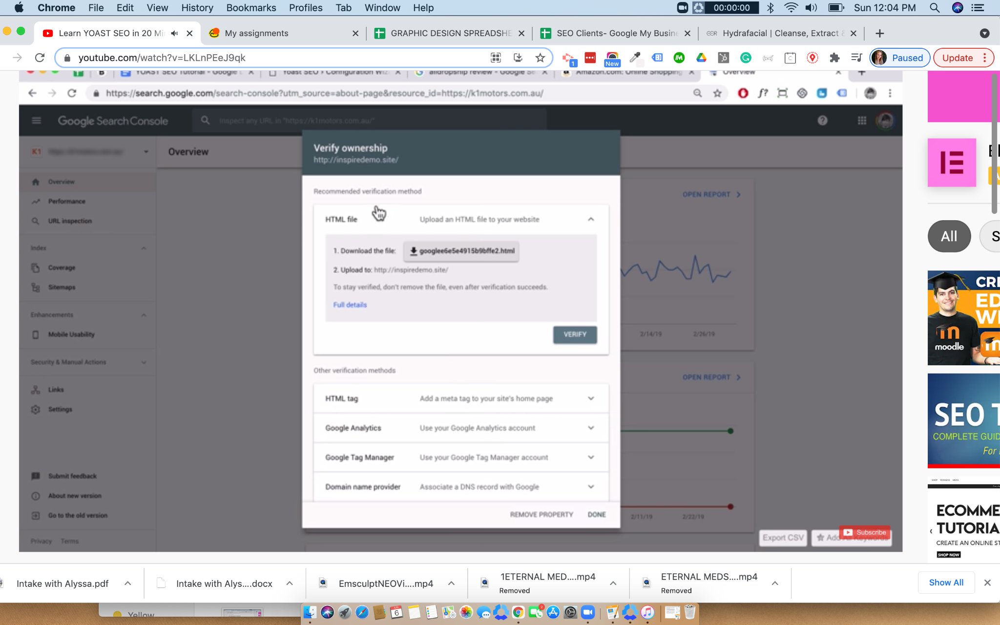 Chrome File Edit View History Bookmarks Profiles Tab Window Help 00:00:00 Sun 12:04 PM
Learn YOAST SEO in 20 Mi My assignments GRAPHIC DESIGN SPREADSHE SEO Clients- Google My Busine Hydrafacial | Cleanse, Extract &
youtube.com/watch?v=LKLnPEeJ9qk 1 New Paused Update
YOAST SEO Tutorial - Google Yoast SEO › Configuration Wiz alidropship review - Google Se Amazon.com: Online Shopping Overview
https://search.google.com/search-console?utm_source=about-page&resource_id=https://k1motors.com.au/
Google Search Console Inspect any URL in "https://k1motors.com.au/"
K1
Overview
Overview
Performance
URL inspection
Index
Coverage
Sitemaps
Enhancements
Mobile Usability
Security & Manual Actions
Links
Settings
Submit feedback
About new version
Go to the old version
Privacy Terms
Verify ownership
http://inspiredemo.site/
Recommended verification method
HTML file Upload an HTML file to your website
1. Download the file: googlee6e5e4915b9bffe2.html
2. Upload to: http://inspiredemo.site/
To stay verified, don't remove the file, even after verification succeeds.
Full details
VERIFY
Other verification methods
HTML tag Add a meta tag to your site's home page
Google Analytics Use your Google Analytics account
Google Tag Manager Use your Google Tag Manager account
Domain name provider Associate a DNS record with Google
REMOVE PROPERTY DONE
OPEN REPORT
2/14/19 2/26/19
OPEN REPORT
2/11/19 2/22/19
Export CSV Add All Keywords
Subscribe
All S
CRE
ED
WE
moodle
SEO T
COMPLETE GUID
For
ECOMME
TUTORIA
CREATE AN ONLINE ST
SHOP NOW
Intake with Alyssa.pdf Intake with Alys....docx EmsculptNEOVi....mp4 1ETERNAL MED....mp4 ETERNAL MEDS....mp4 Show All
Removed Removed
Yellow
6
2